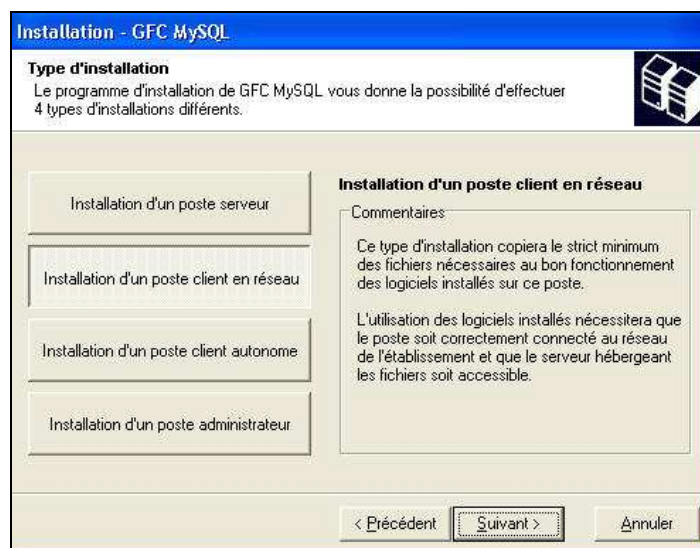 Installation - GFC MySQL
Type d'installation
Le programme d'installation de GFC MySQL vous donne la possibilité d'effectuer
4 types d'installations différents.
Installation d'un poste serveur
Installation d'un poste client en réseau
Installation d'un poste client autonome
Installation d'un poste administrateur
Installation d'un poste client en réseau
Commentaires
Ce type d'installation copiera le strict minimum
des fichiers nécessaires au bon fonctionnement
des logiciels installés sur ce poste.
L'utilisation des logiciels installés nécessitera que
le poste soit correctement connecté au réseau
de l'établissement et que le serveur hébergeant
les fichiers soit accessible.
< Précédent
Suivant >
Annuler